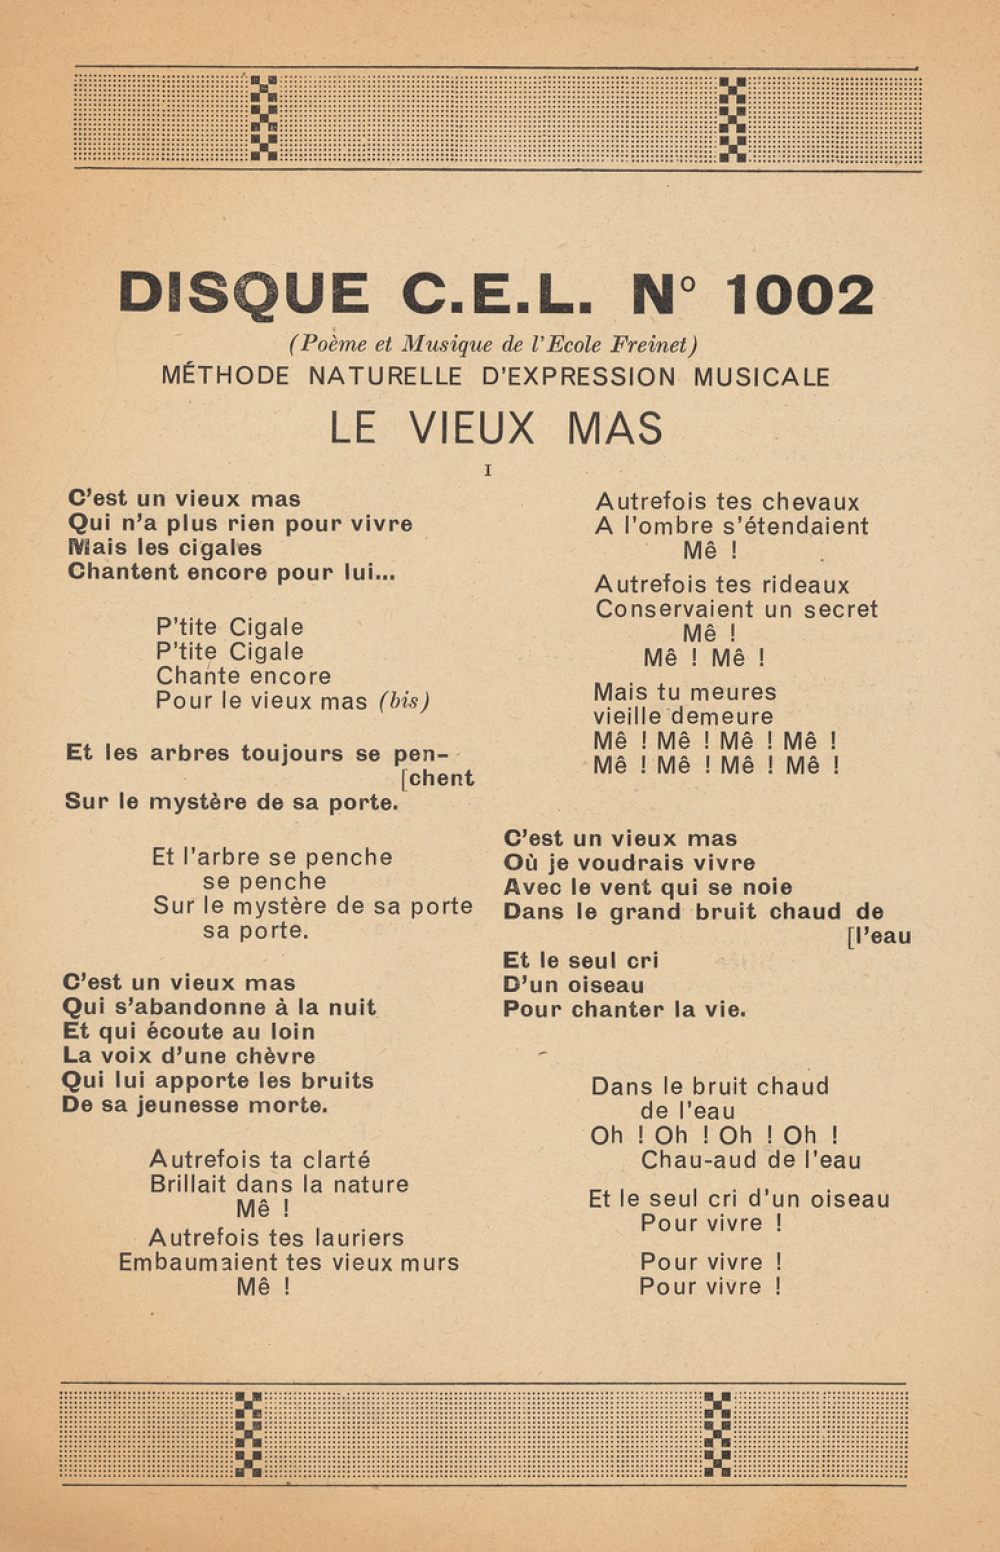 DISQUE C.E.L. N° 1002
(Poème et Musique de l'Ecole Freinet)
MÉTHODE NATURELLE D'EXPRESSION MUSICALE
LE VIEUX MAS
I
C'est un vieux mas
Qui n'a plus rien pour vivre
Mais les cigales
Chantent encore pour lui...
P'tite Cigale
P'tite Cigale
Chante encore
Pour le vieux mas (bis)
Et les arbres toujours se pen-
[chent
Sur le mystère de sa porte.
Et l'arbre se penche
se penche
Sur le mystère de sa porte
sa porte.
C'est un vieux mas
Qui s'abandonne à la nuit
Et qui écoute au loin
La voix d'une chèvre
Qui lui apporte les bruits
De sa jeunesse morte.
Autrefois ta clarté
Brillait dans la nature
Mê !
Autrefois tes lauriers
Embaumaient tes vieux murs
Mê !
Autrefois tes chevaux
A l'ombre s'étendaient
Mê !
Autrefois tes rideaux
Conservaient un secret
Mê !
Mê ! Mê !
Mais tu meures
vieille demeure
Mê ! Mê ! Mê ! Mê !
Mê ! Mê ! Mê ! Mê !
C'est un vieux mas
Où je voudrais vivre
Avec le vent qui se noie
Dans le grand bruit chaud de
[l'eau
Et le seul cri
D'un oiseau
Pour chanter la vie.
Dans le bruit chaud
de l'eau
Oh ! Oh ! Oh ! Oh !
Chau-aud de l'eau
Et le seul cri d'un oiseau
Pour vivre !
Pour vivre !
Pour vivre !